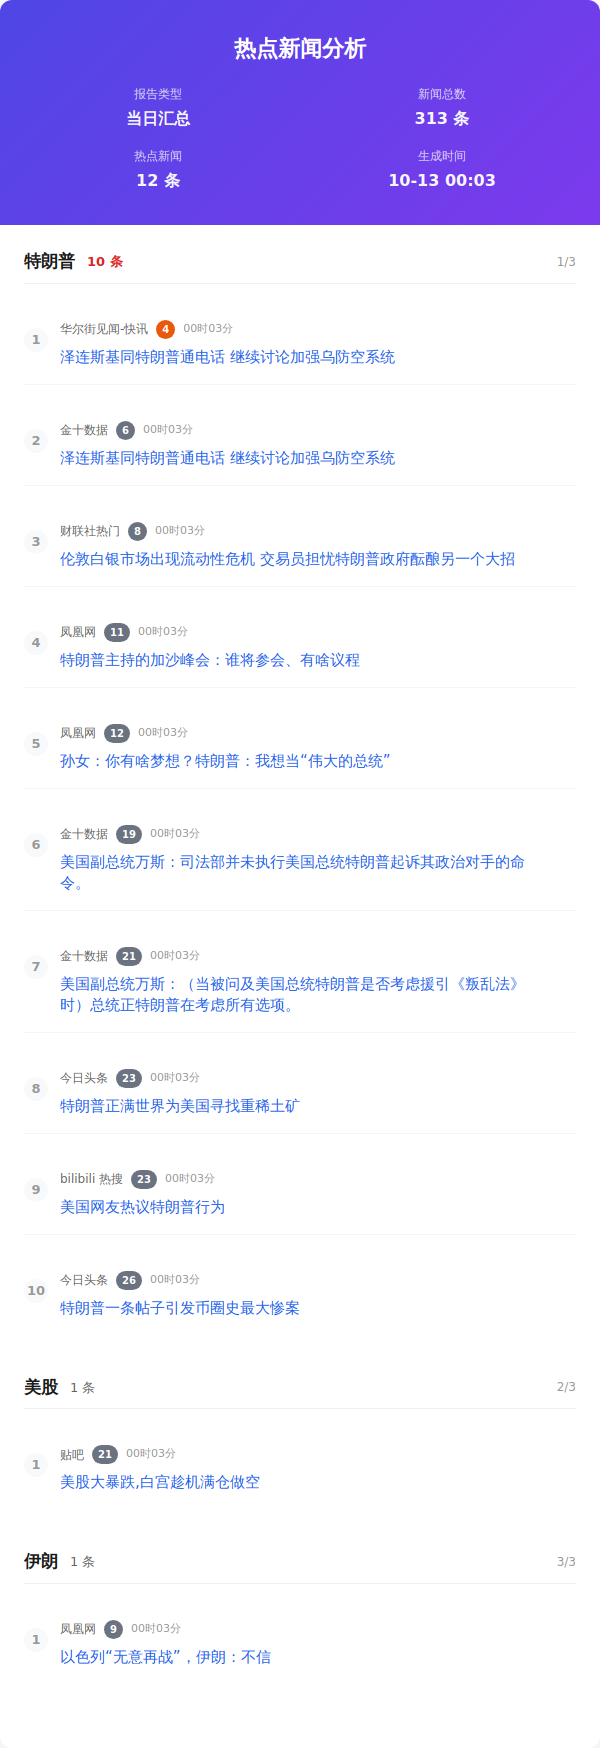 热点新闻分析
报告类型
当日汇总
新闻总数
313 条
热点新闻
12 条
生成时间
10-13 00:03
特朗普 10 条 1/3
1
华尔街见闻-快讯 4 00时03分
泽连斯基同特朗普通电话 继续讨论加强乌防空系统
2
金十数据 6 00时03分
泽连斯基同特朗普通电话 继续讨论加强乌防空系统
3
财联社热门 8 00时03分
伦敦白银市场出现流动性危机 交易员担忧特朗普政府酝酿另一个大招
4
凤凰网 11 00时03分
特朗普主持的加沙峰会：谁将参会、有啥议程
5
凤凰网 12 00时03分
孙女：你有啥梦想？特朗普：我想当“伟大的总统”
6
金十数据 19 00时03分
美国副总统万斯：司法部并未执行美国总统特朗普起诉其政治对手的命
令。
7
金十数据 21 00时03分
美国副总统万斯：（当被问及美国总统特朗普是否考虑援引《叛乱法》
时）总统正特朗普在考虑所有选项。
8
今日头条 23 00时03分
特朗普正满世界为美国寻找重稀土矿
9
bilibili 热搜 23 00时03分
美国网友热议特朗普行为
10
今日头条 26 00时03分
特朗普一条帖子引发币圈史最大惨案
美股 1 条 2/3
1
贴吧 21 00时03分
美股大暴跌,白宫趁机满仓做空
伊朗 1 条 3/3
1
凤凰网 9 00时03分
以色列“无意再战”，伊朗：不信